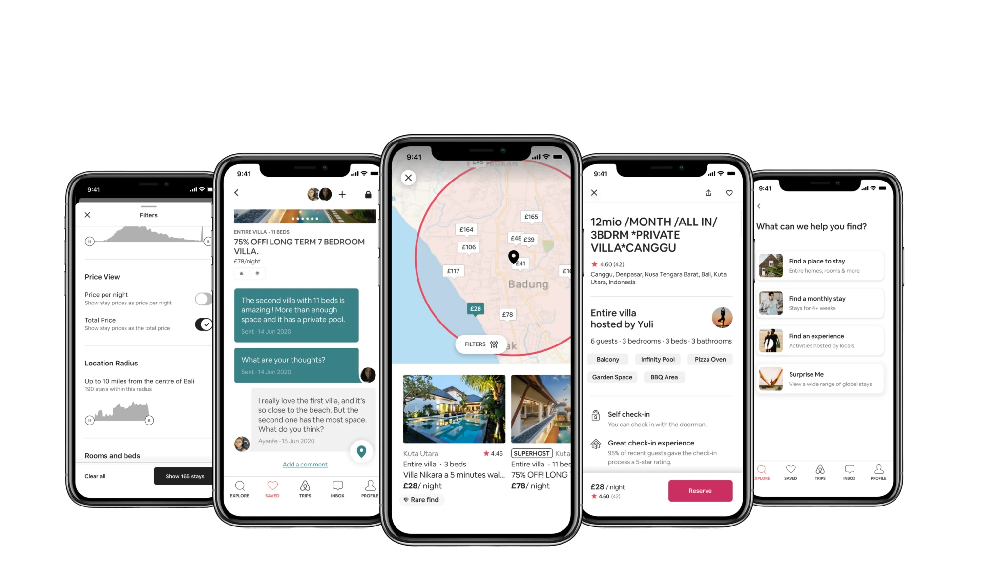 9:41
Filters
Price View
Price per night
Show stay prices as price per night
Total Price
Show stay prices as the total price
Location Radius
Up to 10 miles from the centre of Bali
190 stays within this radius
Rooms and beds
Clear all
Show 165 stays
9:41
ENTIRE VILLA · 11 BEDS
75% OFF! LONG TERM 7 BEDROOM
VILLA.
£78/night
The second villa with 11 beds is
amazing!! More than enough
space and it has a private pool.
Sent · 14 Jun 2020
What are your thoughts?
Sent · 14 Jun 2020
I really love the first villa, and it's
so close to the beach. But the
second one has the most space.
What do you think?
Ayanfe · 15 Jun 2020
Add a comment
EXPLORE
SAVED
TRIPS
INBOX
PROFILE
9:41
£45
£165
£164
£48
£39
£106
£41
£117
Badung
£28
£78
FILTERS
Kuta Utara
4.45
Entire villa · 3 beds
Villa Nikara a 5 minutes wal...
£28/ night
Rare find
SUPERHOST Kuta
Entire villa · 11 bed
75% OFF! LONG
£78/ night
9:41
12mio /MONTH /ALL IN/
3BDRM *PRIVATE
VILLA*CANGGU
4.60 (42)
Canggu, Denpasar, Nusa Tengara Barat, Bali, Kuta
Utara, Indonesia
Entire villa
hosted by Yuli
6 guests · 3 bedrooms · 3 beds · 3 bathrooms
Balcony
Infinity Pool
Pizza Oven
Garden Space
BBQ Area
Self check-in
You can check in with the doorman.
Great check-in experience
95% of recent guests gave the check-in
process a 5-star rating.
£28 / night
4.60 (42)
Reserve
9:41
What can we help you find?
Find a place to stay
Entire homes, rooms & more
Find a monthly stay
Stays for 4+ weeks
Find an experience
Activities hosted by locals
Surprise Me
View a wide range of global stays
EXPLORE
SAVED
TRIPS
INBOX
PROFILE